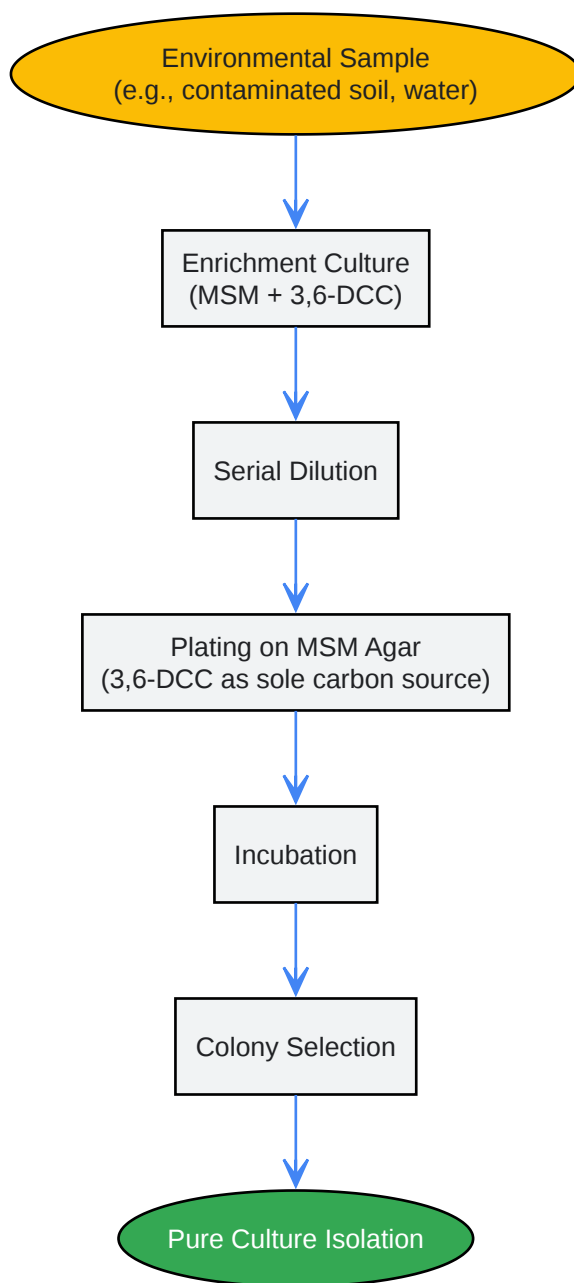 Environmental Sample
(e.g., contaminated soil, water)
Enrichment Culture
(MSM + 3,6-DCC)
Serial Dilution
Plating on MSM Agar
(3,6-DCC as sole carbon source)
Incubation
Colony Selection
Pure Culture Isolation